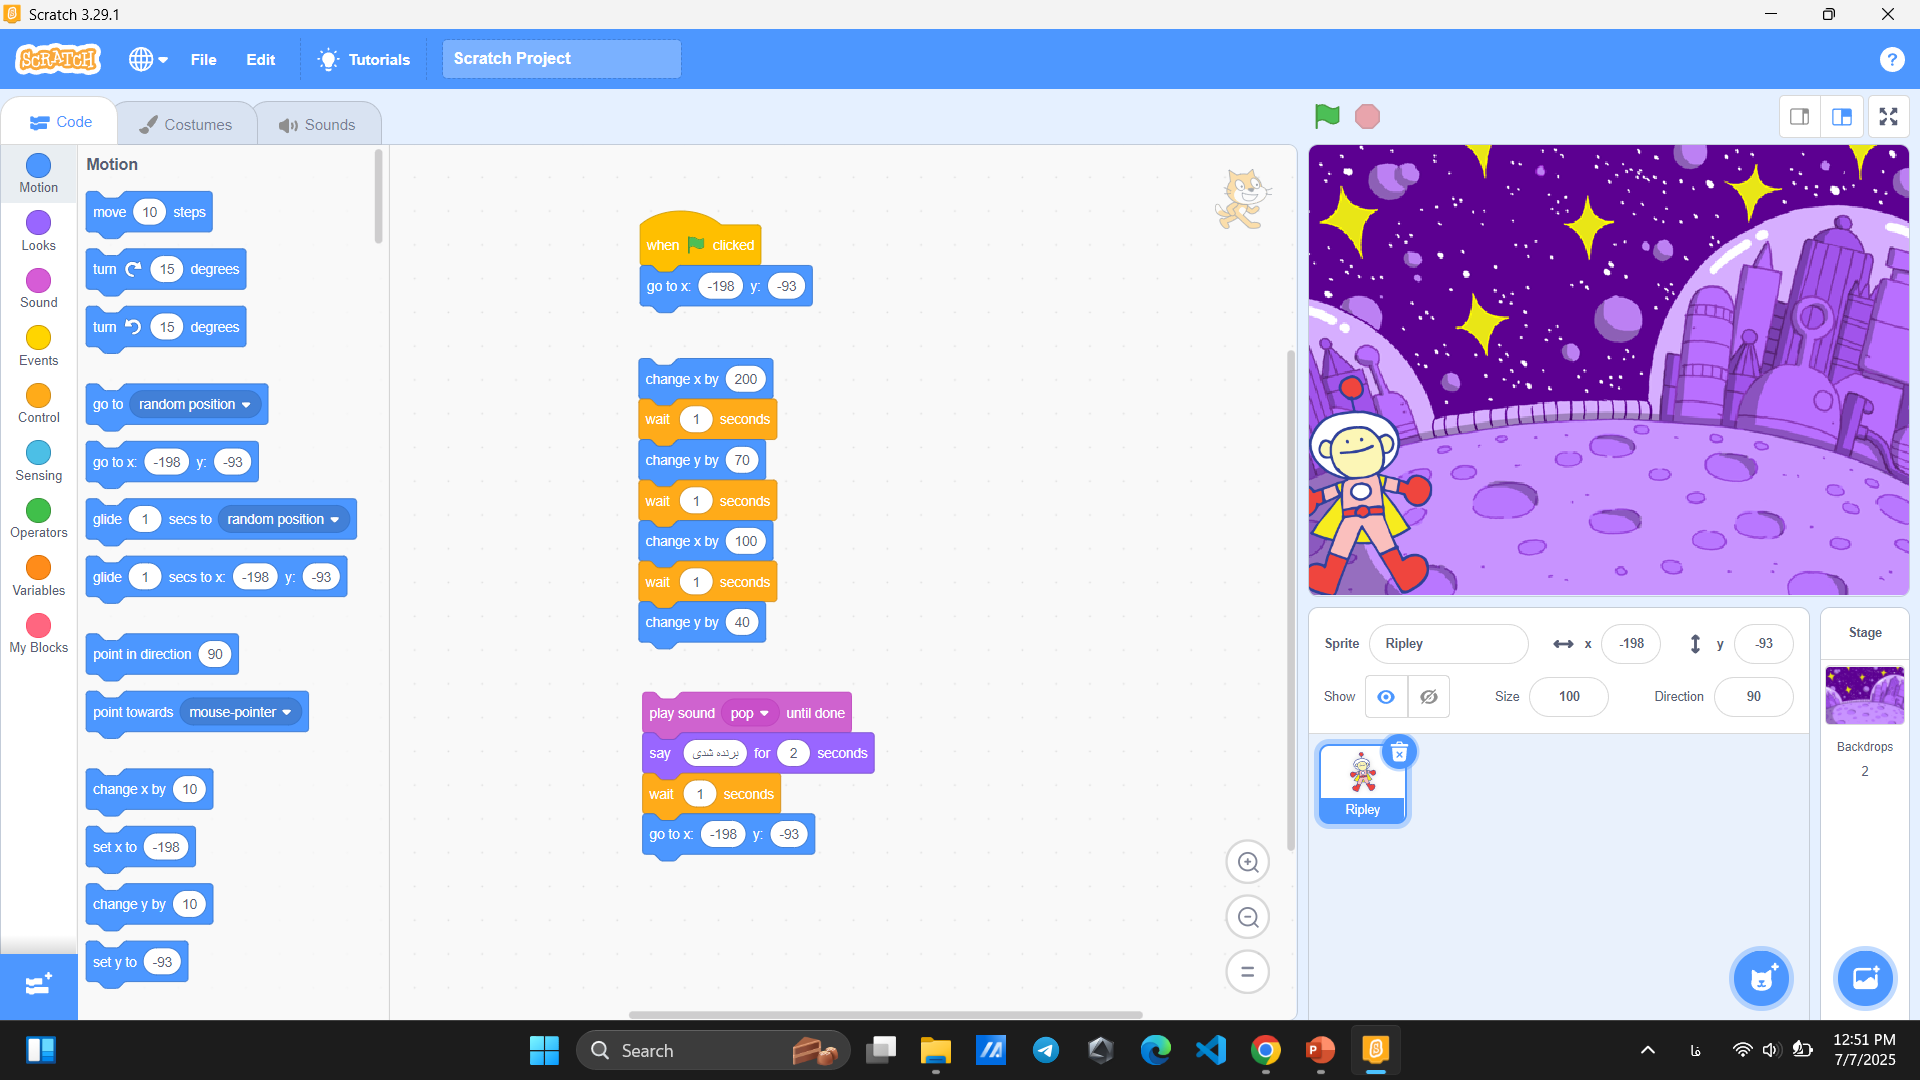 Scratch 3.29.1
SCRATCH
File
Edit
Tutorials
Scratch Project
?
Code
Costumes
Sounds
Motion
Looks
Sound
Events
Control
Sensing
Operators
Variables
My Blocks
Motion
move 10 steps
turn 15 degrees
turn 15 degrees
go to random position
go to x: -198 y: -93
glide 1 secs to random position
glide 1 secs to x: -198 y: -93
point in direction 90
point towards mouse-pointer
change x by 10
set x to -198
change y by 10
set y to -93
when clicked
go to x: -198 y: -93
change x by 200
wait 1 seconds
change y by 70
wait 1 seconds
change x by 100
wait 1 seconds
change y by 40
play sound pop until done
say برنده شدی for 2 seconds
wait 1 seconds
go to x: -198 y: -93
Sprite Ripley x -198 y -93
Show Size 100 Direction 90
Ripley
Stage
Backdrops
2
Search
فا
12:51 PM
7/7/2025